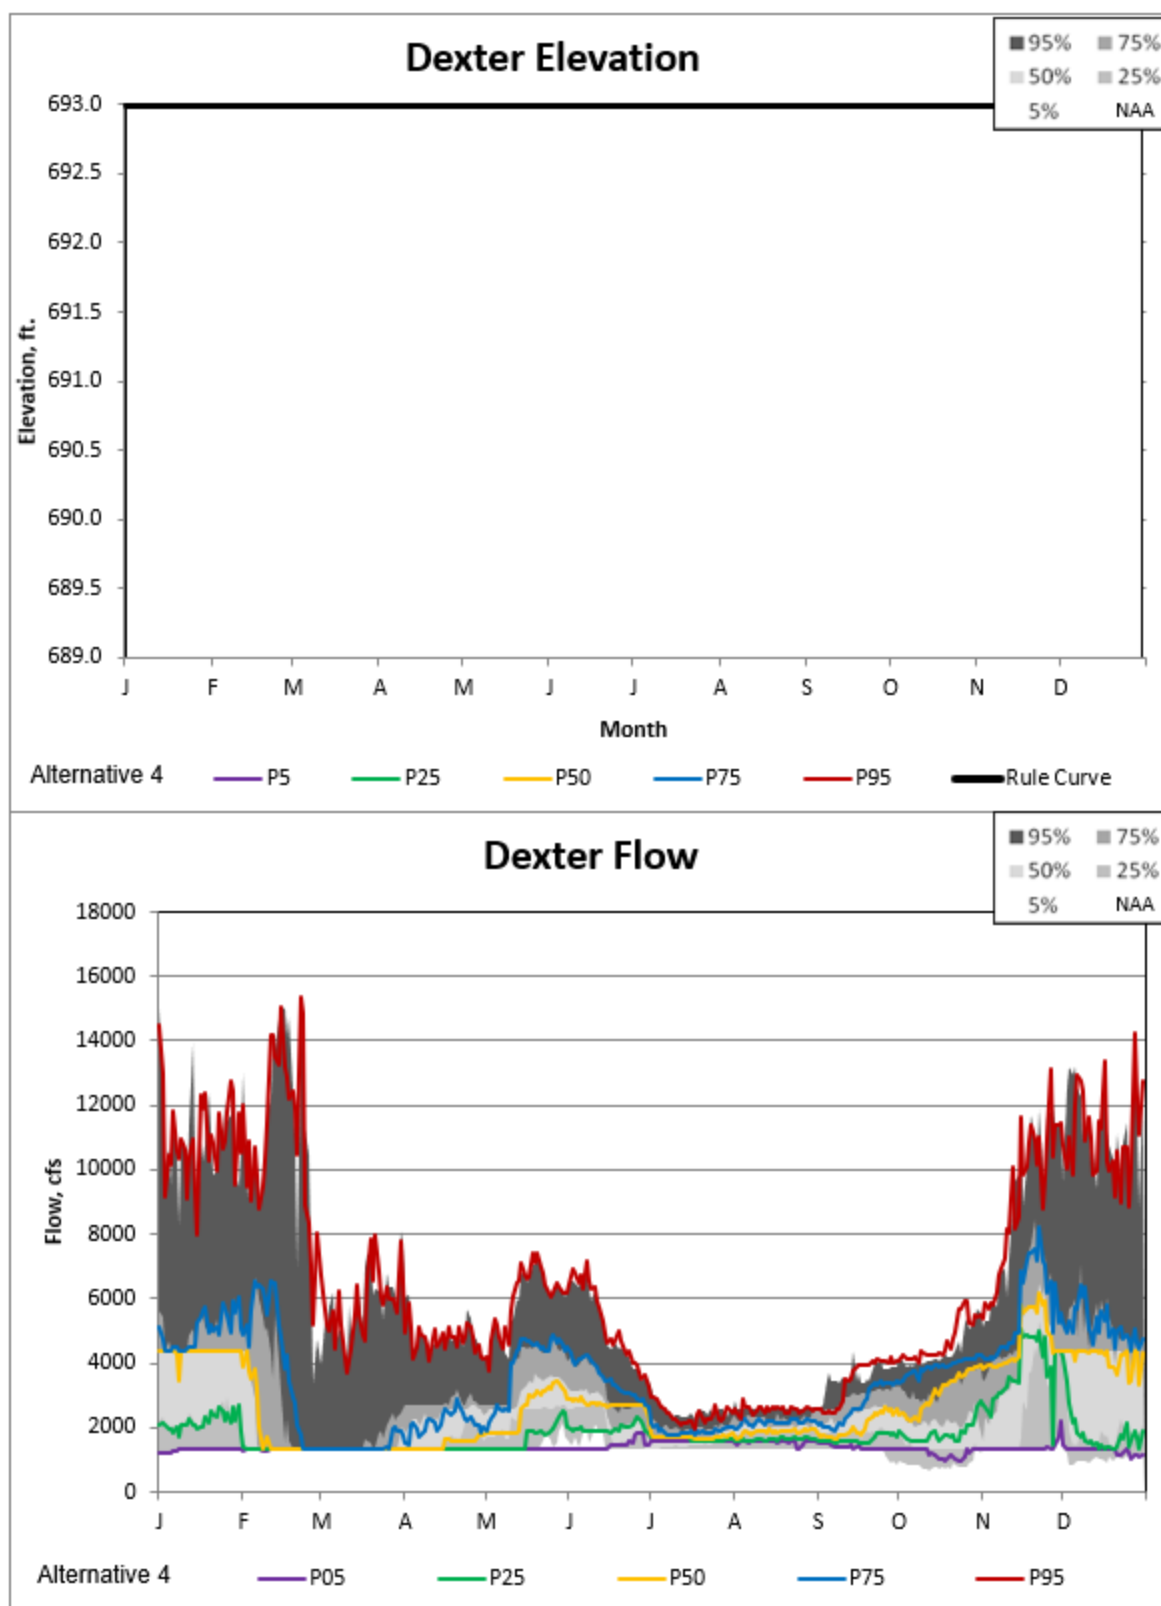 Dexter Elevation
95% 75%
50% 25%
5% NAA
693.0
692.5
692.0
691.5
691.0
690.5
690.0
689.5
689.0
Elevation, ft.
J F M A M J J A S O N D
Month
Alternative 4 P5 P25 P50 P75 P95 Rule Curve
Dexter Flow
95% 75%
50% 25%
5% NAA
18000
16000
14000
12000
10000
8000
6000
4000
2000
0
Flow, cfs
J F M A M J J A S O N D
Alternative 4 P05 P25 P50 P75 P95